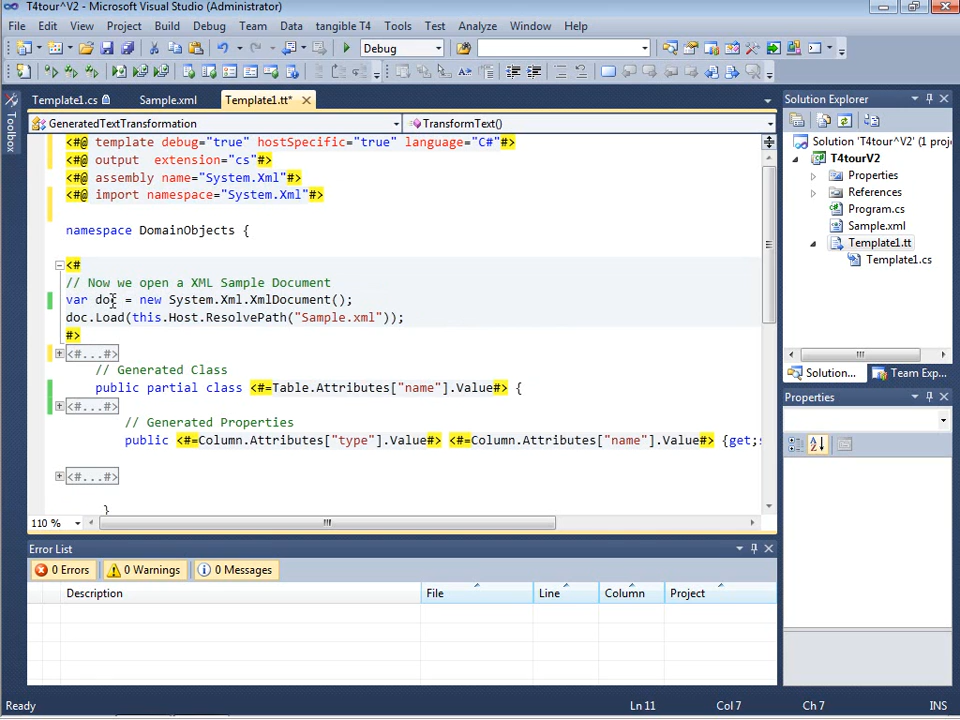 T4tour^V2 - Microsoft Visual Studio (Administrator)
File Edit View Project Build Debug Team Data tangible T4 Tools Test Analyze Window Help
Debug
Template1.cs Sample.xml Template1.tt*
GeneratedTextTransformation TransformText()
<#@ template debug="true" hostSpecific="true" language="C#"#>
<#@ output extension="cs"#>
<#@ assembly name="System.Xml"#>
<#@ import namespace="System.Xml"#>
namespace DomainObjects {
<#
// Now we open a XML Sample Document
var doc = new System.Xml.XmlDocument();
doc.Load(this.Host.ResolvePath("Sample.xml"));
#>
<#...#>
// Generated Class
public partial class <#=Table.Attributes["name"].Value#> {
<#...#>
// Generated Properties
public <#=Column.Attributes["type"].Value#> <#=Column.Attributes["name"].Value#> {get;s
<#...#>
}
110 %
Toolbox
Solution Explorer
Solution 'T4tourV2' (1 proj
T4tourV2
Properties
References
Program.cs
Sample.xml
Template1.tt
Template1.cs
Solution... Team Exp...
Properties
Error List
0 Errors 0 Warnings 0 Messages
Description File Line Column Project
Ready Ln 11 Col 7 Ch 7 INS